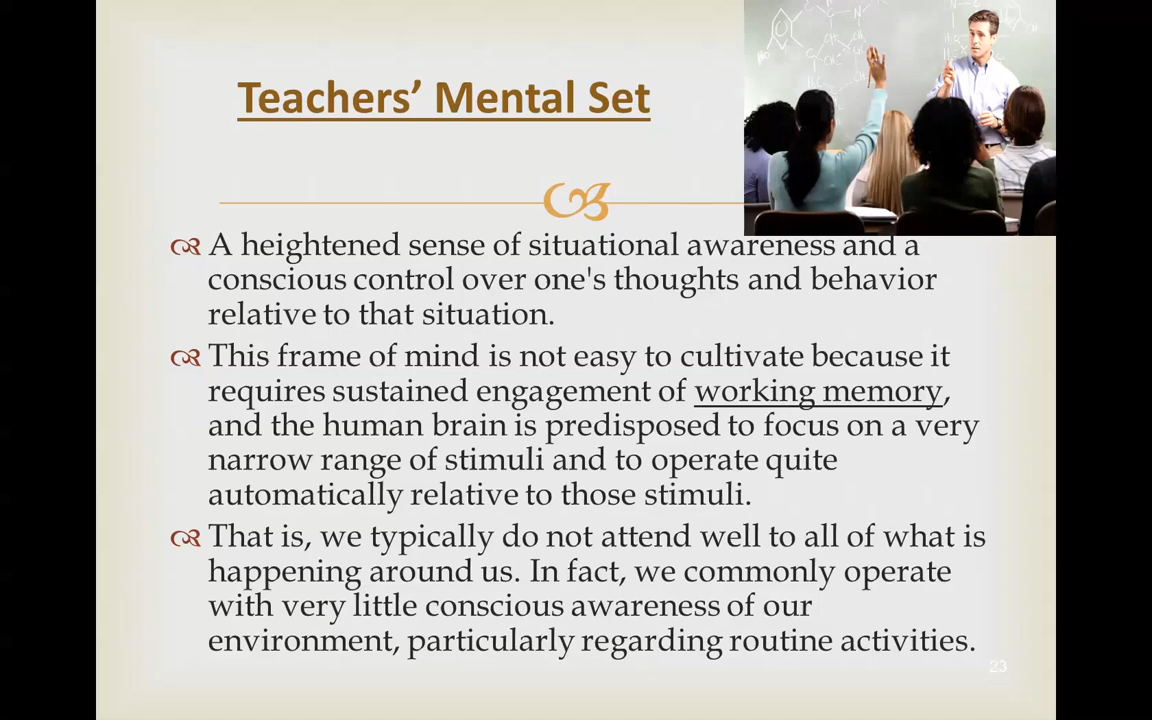 Teachers’ Mental Set
A heightened sense of situational awareness and a
conscious control over one's thoughts and behavior
relative to that situation.
This frame of mind is not easy to cultivate because it
requires sustained engagement of working memory,
and the human brain is predisposed to focus on a very
narrow range of stimuli and to operate quite
automatically relative to those stimuli.
That is, we typically do not attend well to all of what is
happening around us. In fact, we commonly operate
with very little conscious awareness of our
environment, particularly regarding routine activities.
23